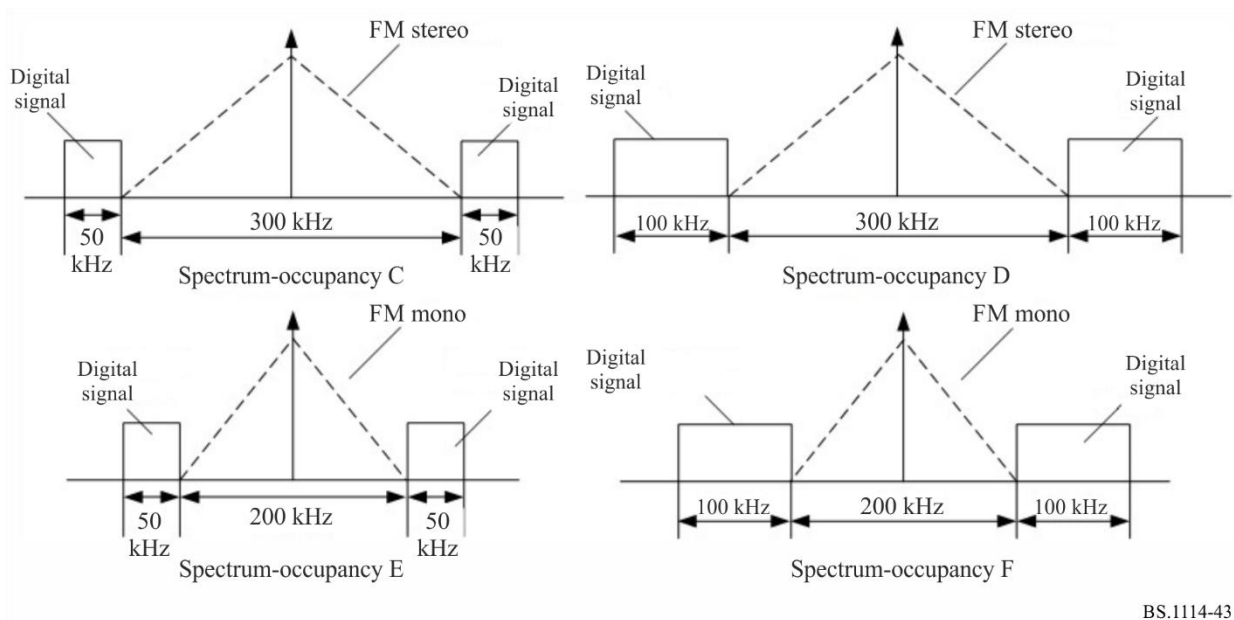 FM stereo
Digital
signal
Digital
signal
50
kHz
300 kHz
50
kHz
Spectrum-occupancy C
FM stereo
Digital
signal
Digital
signal
100 kHz
300 kHz
100 kHz
Spectrum-occupancy D
FM mono
Digital
signal
Digital
signal
50
kHz
200 kHz
50
kHz
Spectrum-occupancy E
FM mono
Digital
signal
Digital
signal
100 kHz
200 kHz
100 kHz
Spectrum-occupancy F
BS.1114-43